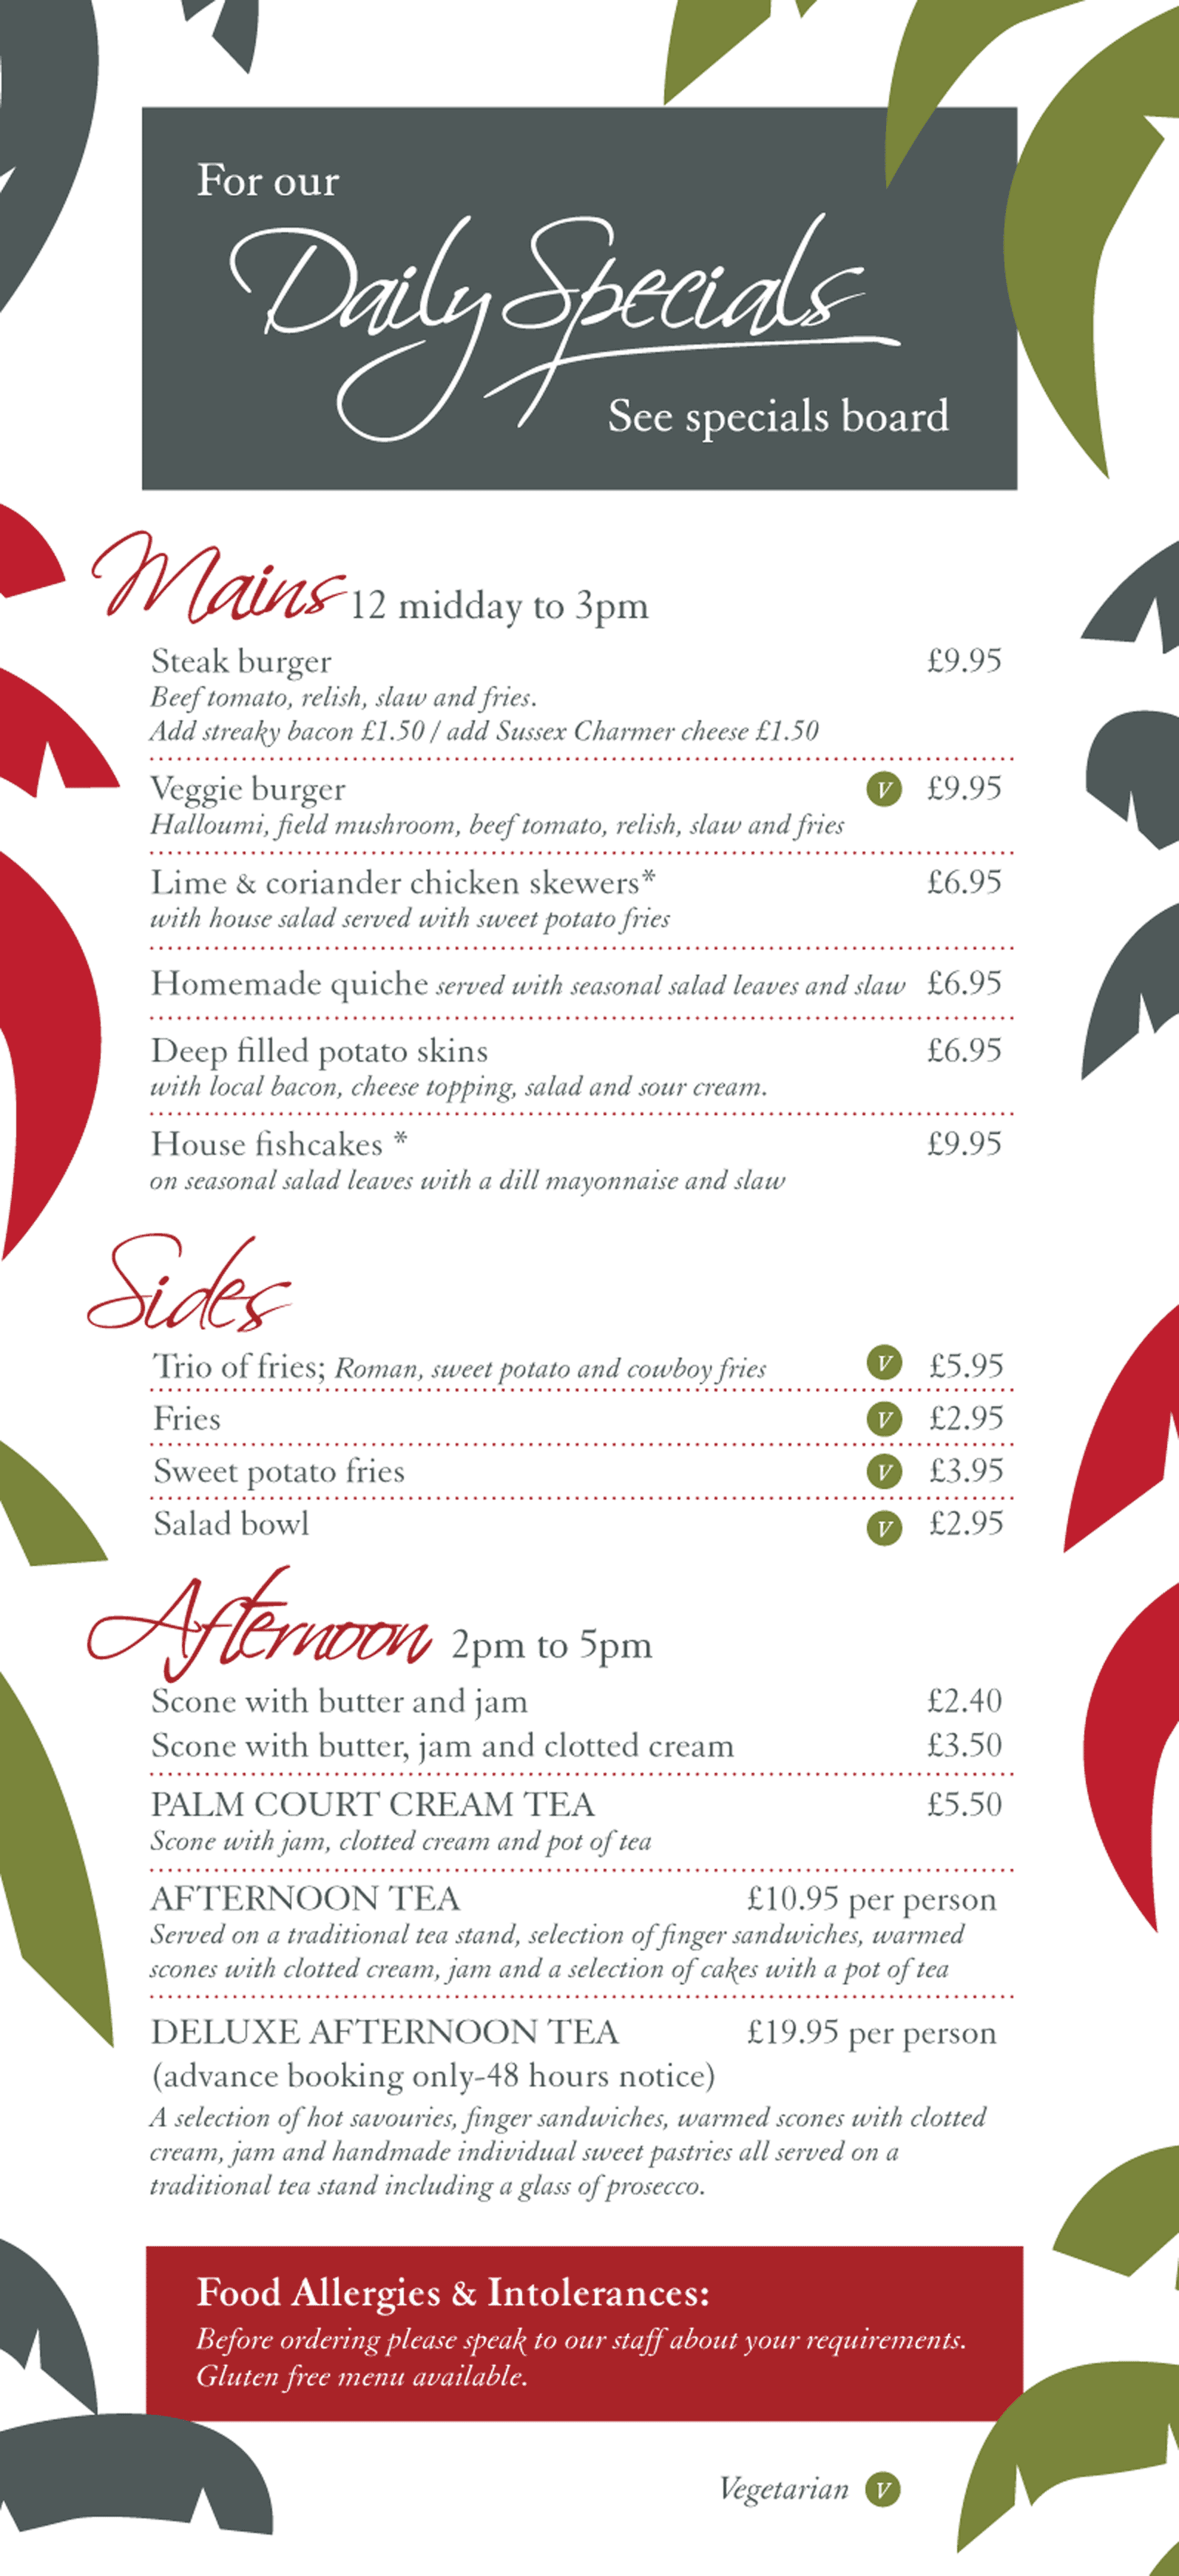 For our
Daily Specials
See specials board
Mains 12 midday to 3pm
Steak burger £9.95
Beef tomato, relish, slaw and fries.
Add streaky bacon £1.50 / add Sussex Charmer cheese £1.50
Veggie burger V £9.95
Halloumi, field mushroom, beef tomato, relish, slaw and fries
Lime & coriander chicken skewers* £6.95
with house salad served with sweet potato fries
Homemade quiche served with seasonal salad leaves and slaw £6.95
Deep filled potato skins £6.95
with local bacon, cheese topping, salad and sour cream.
House fishcakes * £9.95
on seasonal salad leaves with a dill mayonnaise and slaw
Sides
Trio of fries; Roman, sweet potato and cowboy fries V £5.95
Fries V £2.95
Sweet potato fries V £3.95
Salad bowl V £2.95
Afternoon 2pm to 5pm
Scone with butter and jam £2.40
Scone with butter, jam and clotted cream £3.50
PALM COURT CREAM TEA £5.50
Scone with jam, clotted cream and pot of tea
AFTERNOON TEA £10.95 per person
Served on a traditional tea stand, selection of finger sandwiches, warmed
scones with clotted cream, jam and a selection of cakes with a pot of tea
DELUXE AFTERNOON TEA £19.95 per person
(advance booking only-48 hours notice)
A selection of hot savouries, finger sandwiches, warmed scones with clotted
cream, jam and handmade individual sweet pastries all served on a
traditional tea stand including a glass of prosecco.
Food Allergies & Intolerances:
Before ordering please speak to our staff about your requirements.
Gluten free menu available.
Vegetarian V